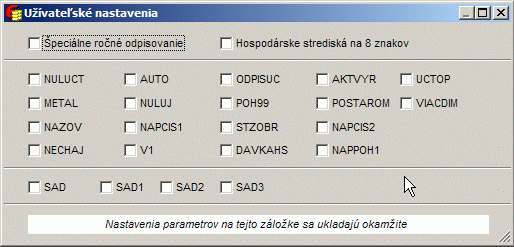 Užívateľské nastavenia
Špeciálne ročné odpisovanie Hospodárske strediská na 8 znakov
NULUCT AUTO ODPISUC AKTVYR UCTOP
METAL NULUJ POH99 POSTAROM VIACDIM
NAZOV NAPCIS1 STZOBR NAPCIS2
NECHAJ V1 DAVKAHS NAPPOH1
SAD SAD1 SAD2 SAD3
Nastavenia parametrov na tejto záložke sa ukladajú okamžite